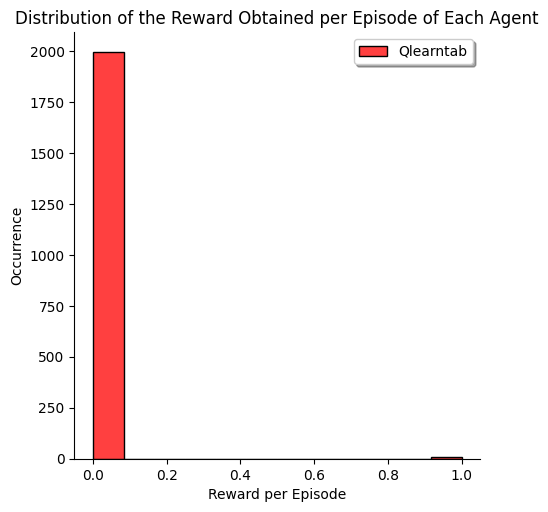 Distribution of the Reward Obtained per Episode of Each Agent
Qlearntab
2000
1750
1500
1250
1000
750
500
250
0
Occurrence
0.0 0.2 0.4 0.6 0.8 1.0
Reward per Episode